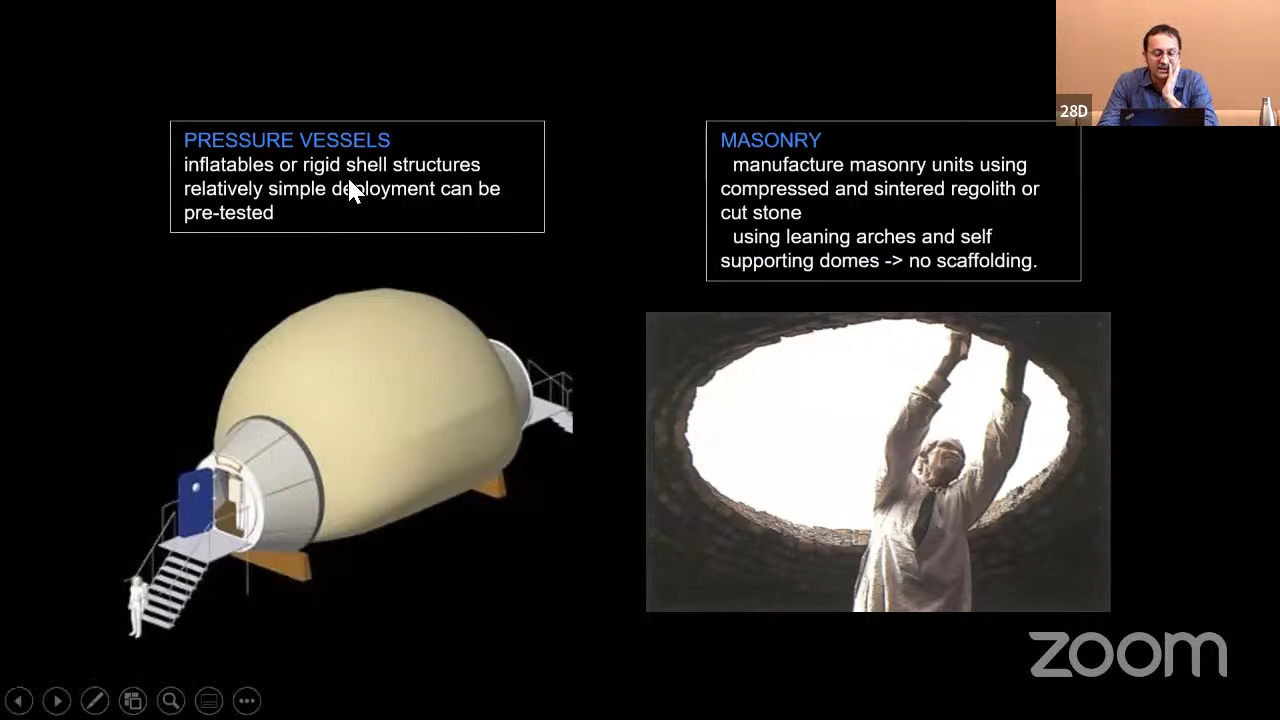 28D
PRESSURE VESSELS
inflatables or rigid shell structures
relatively simple deployment can be
pre-tested
MASONRY
manufacture masonry units using
compressed and sintered regolith or
cut stone
using leaning arches and self
supporting domes -> no scaffolding.
zoom